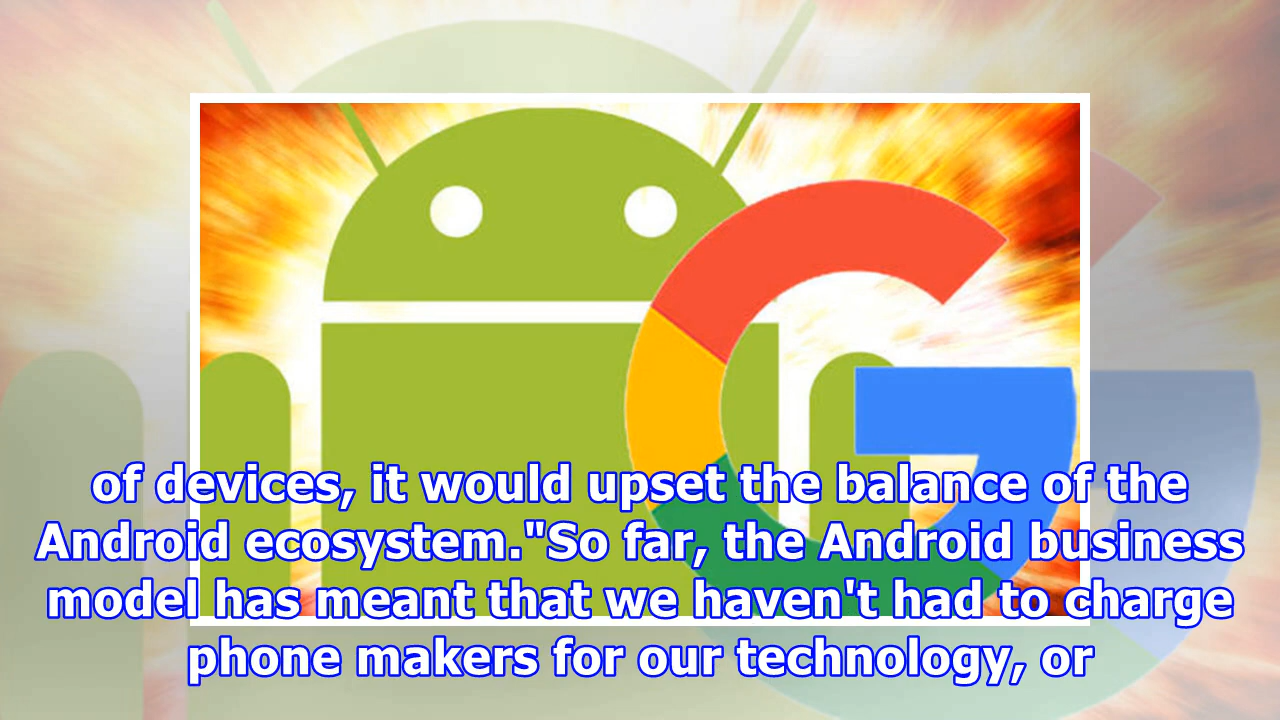 of devices, it would upset the balance of the
Android ecosystem."So far, the Android business
model has meant that we haven't had to charge
phone makers for our technology, or